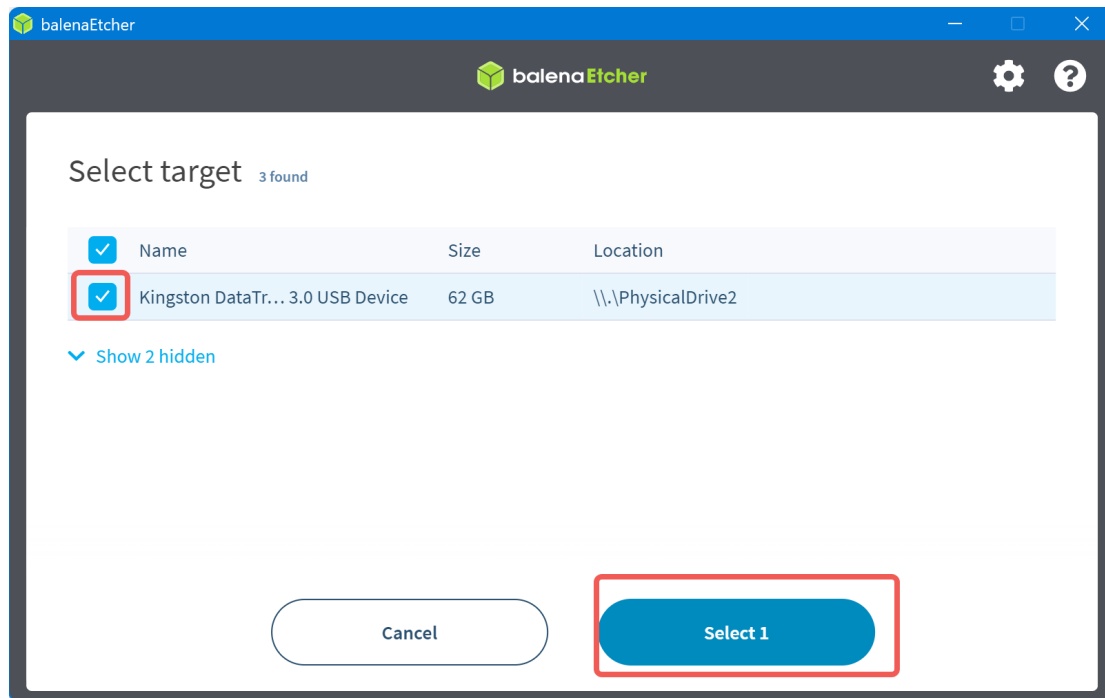 balenaEtcher
balenaEtcher
Select target 3 found
Name Size Location
Kingston DataTr... 3.0 USB Device 62 GB \\.\PhysicalDrive2
Show 2 hidden
Cancel Select 1